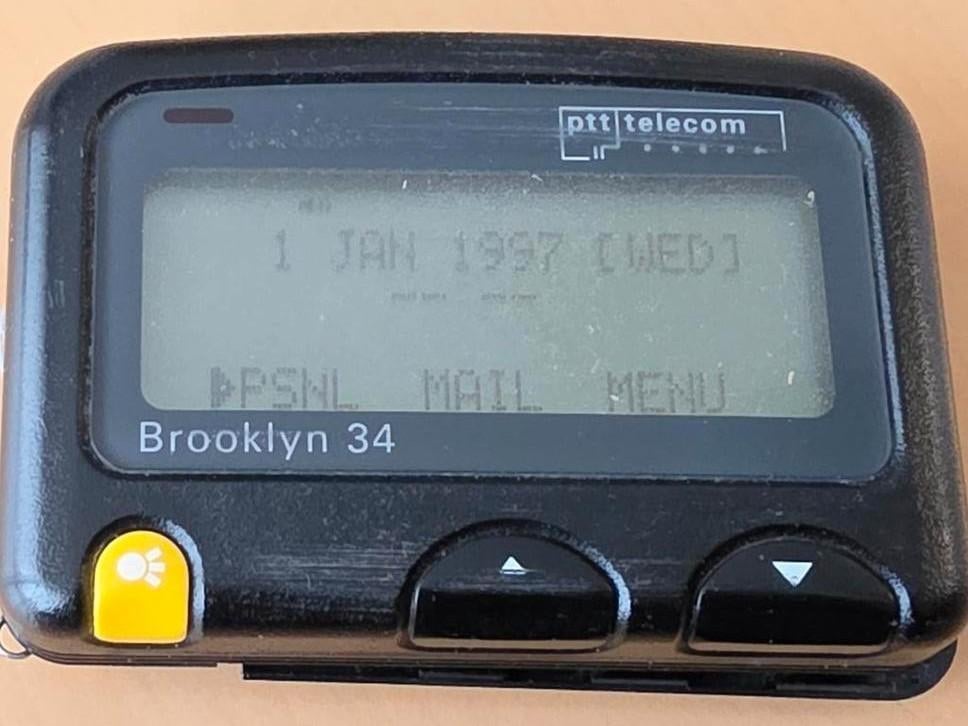 ptt telecom
1 JAN 1997 [WED]
PSNL MAIL MENU
Brooklyn 34